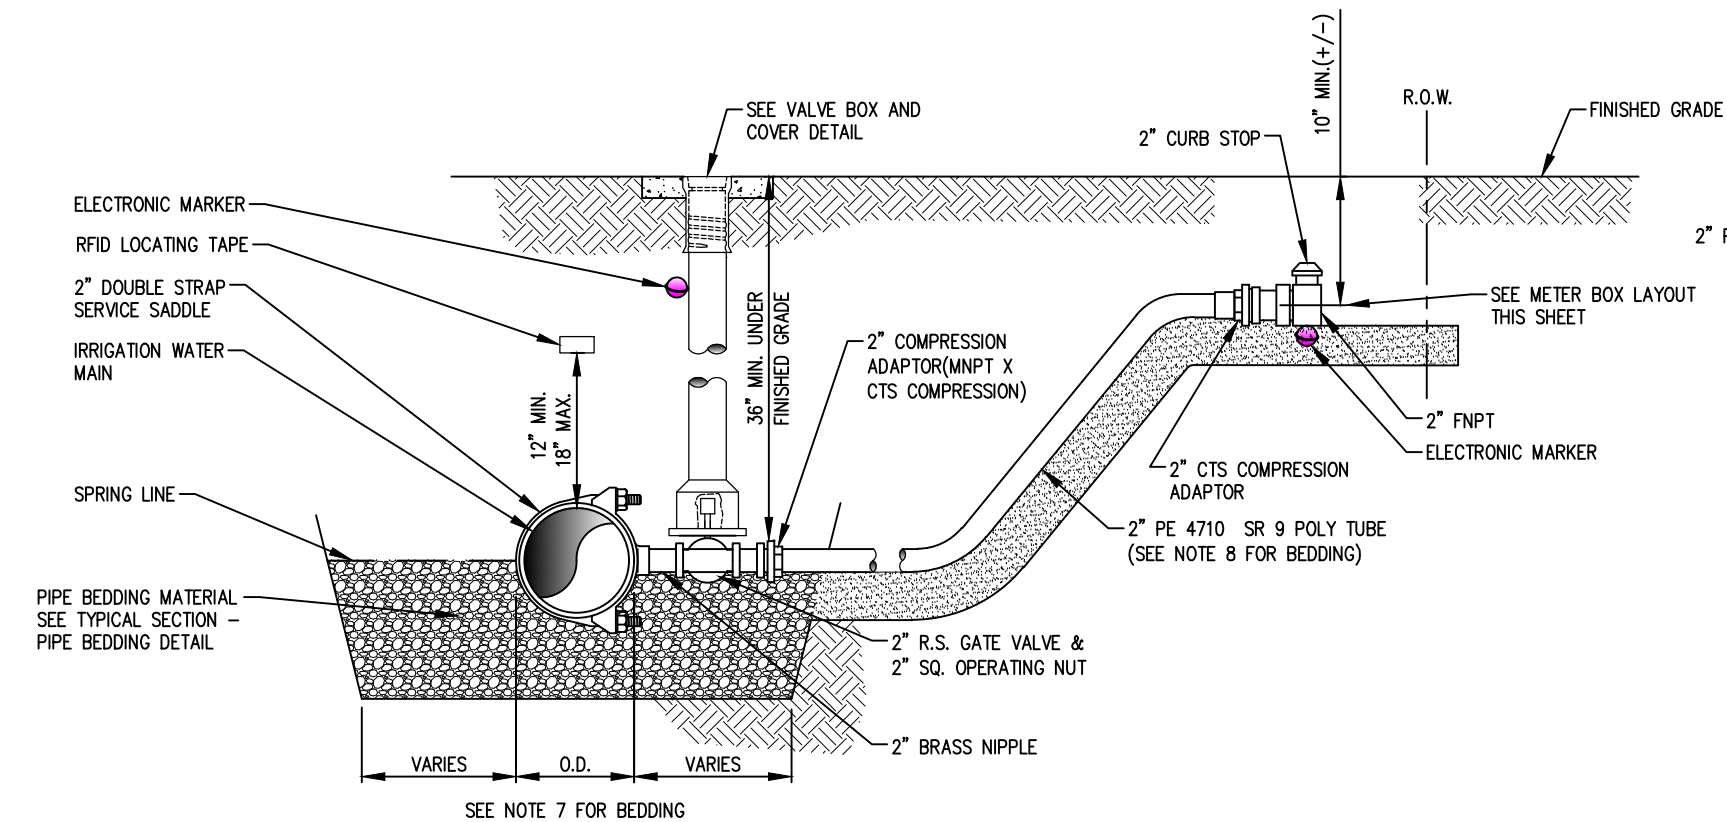 10" MIN.(+/-)
R.O.W.
SEE VALVE BOX AND
COVER DETAIL
FINISHED GRADE
2" CURB STOP
ELECTRONIC MARKER
RFID LOCATING TAPE
2" DOUBLE STRAP
SERVICE SADDLE
IRRIGATION WATER
MAIN
SPRING LINE
PIPE BEDDING MATERIAL
SEE TYPICAL SECTION –
PIPE BEDDING DETAIL
12" MIN.
18" MAX.
36" MIN. UNDER
FINISHED GRADE
2" COMPRESSION
ADAPTOR(MNPT X
CTS COMPRESSION)
2" F
SEE METER BOX LAYOUT
THIS SHEET
2" FNPT
ELECTRONIC MARKER
2" CTS COMPRESSION
ADAPTOR
2" PE 4710 SR 9 POLY TUBE
(SEE NOTE 8 FOR BEDDING)
2" R.S. GATE VALVE &
2" SQ. OPERATING NUT
2" BRASS NIPPLE
VARIES
O.D.
VARIES
SEE NOTE 7 FOR BEDDING